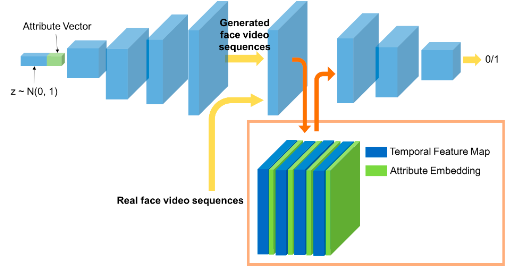 Attribute Vector
z ~ N(0, 1)
Generated
face video
sequences
0/1
Real face video sequences
Temporal Feature Map
Attribute Embedding